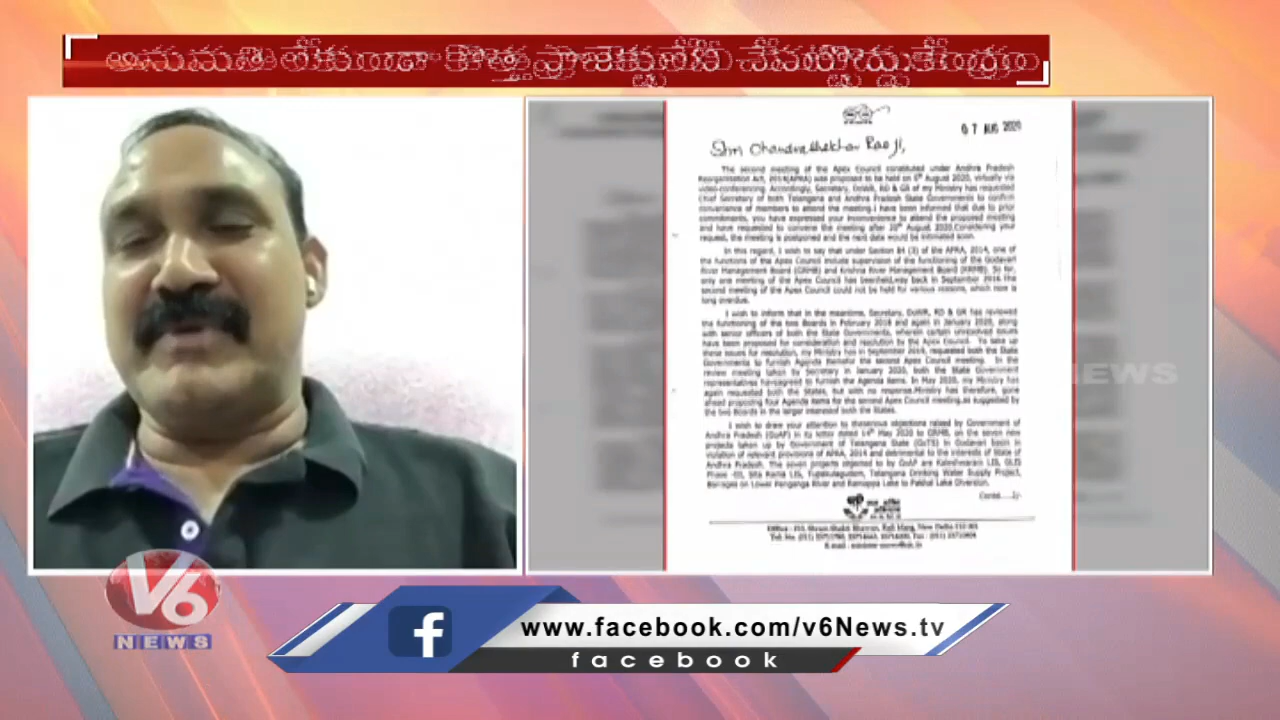 అనుమతి లేకుండా కొత్త ప్రాజెక్టులేవీ చేపట్టొద్దు కేంద్రం
07 AUG 2020
Shri Chandrashekhar Rao ji,
The second meeting of the Apex Council constituted under Andhra Pradesh
Reorganisation Act, 2014(APRA) was proposed to be held on 5th August 2020, virtually via
video-conferencing. Accordingly, Secretary, DoWR, RD & GR of my Ministry has requested
Chief Secretary of both Telangana and Andhra Pradesh State Governments to confirm
convenience of members to attend the meeting. I have been informed that due to prior
commitments, you have expressed your inconvenience to attend the proposed meeting
and have requested to convene the meeting after 20th August 2020. Considering your
request, the meeting is postponed and the next date would be intimated soon.
In this regard, I wish to say that under Section 84 (3) of the APRA, 2014, one of
the functions of the Apex Council include supervision of the functioning of the Godavari
River Management Board (GRMB) and Krishna River Management Board (KRMB). So far,
only one meeting of the Apex Council has been held, way back in September 2016. The
second meeting of the Apex Council could not be held for various reasons, which now is
long overdue.
I wish to inform that in the meantime, Secretary, DoWR, RD & GR has reviewed
the functioning of the two Boards in February 2018 and again in January 2020, along
with senior officers of both the State Governments, wherein certain unresolved issues
have been proposed for consideration and resolution by the Apex Council. To take up
these issues for resolution, my Ministry has in September 2019, requested both the State
Governments to furnish Agenda items for the second Apex Council meeting. In the
review meeting taken by Secretary in January 2020, both the State Government
representatives have agreed to furnish the Agenda items. In May 2020, my Ministry has
again requested both the States, but with no response. Ministry has therefore, gone
ahead proposing four Agenda items for the second Apex Council meeting, as suggested by
the two Boards in the larger interest of both the States.
I wish to draw your attention to the serious objections raised by Government of
Andhra Pradesh (GoAP) in its letter dated 14th May 2020 to GRMB, on the seven new
projects taken up by Government of Telangana State (GoTS) in Godavari basin in
violation of relevant provisions of APRA, 2014 and detrimental to the interests of State of
Andhra Pradesh. The seven projects objected to by GoAP are Kaleshwaram LIS, GLIS
Phase -III, Sita Rama LIS, Tupakulagudem, Telangana Drinking Water Supply Project,
Barrages on Lower Penganga River and Ramappa Lake to Pakhal Lake Diversion.
Contd....2/-
Office : 210, Shram Shakti Bhawan, Rafi Marg, New Delhi-110 001
NEWS
V6
NEWS
f
www.facebook.com/v6News.tv
facebook